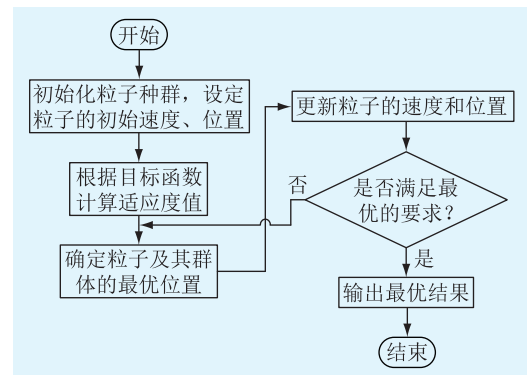 开始
初始化粒子种群，设定
粒子的初始速度、位置
根据目标函数
计算适应度值
确定粒子及其群
体的最优位置
更新粒子的速度和位置
是否满足最
优的要求？
否
是
输出最优结果
结束